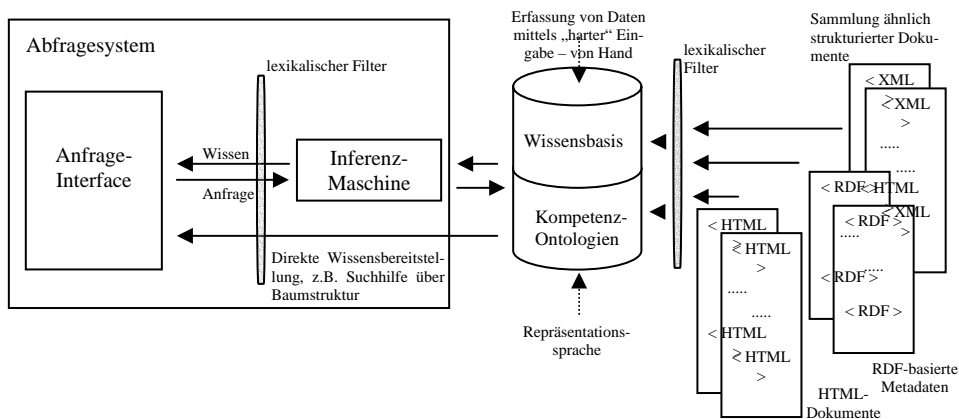 Abfragesystem
lexikalischer Filter
Anfrage-
Interface
Wissen
Anfrage
Inferenz-
Maschine
Direkte Wissensbereitstel-
lung, z.B. Suchhilfe über
Baumstruktur
Erfassung von Daten
mittels „harter“ Ein-
gabe – von Hand
Wissensbasis
Kompetenz-
Ontologien
Repräsentations-
sprache
lexikalischer
Filter
Sammlung ähnlich
strukturierter Doku-
mente
< XML
>
< XML
>
.....
.....
< HTML
>
< XML
>
< RDF >
.....
< RDF >
< RDF >
.....
< RDF >
RDF-basierte
Metadaten
< HTML
>
.....
< HTML
>
< HTML
>
.....
< HTML
>
HTML-
Dokumente